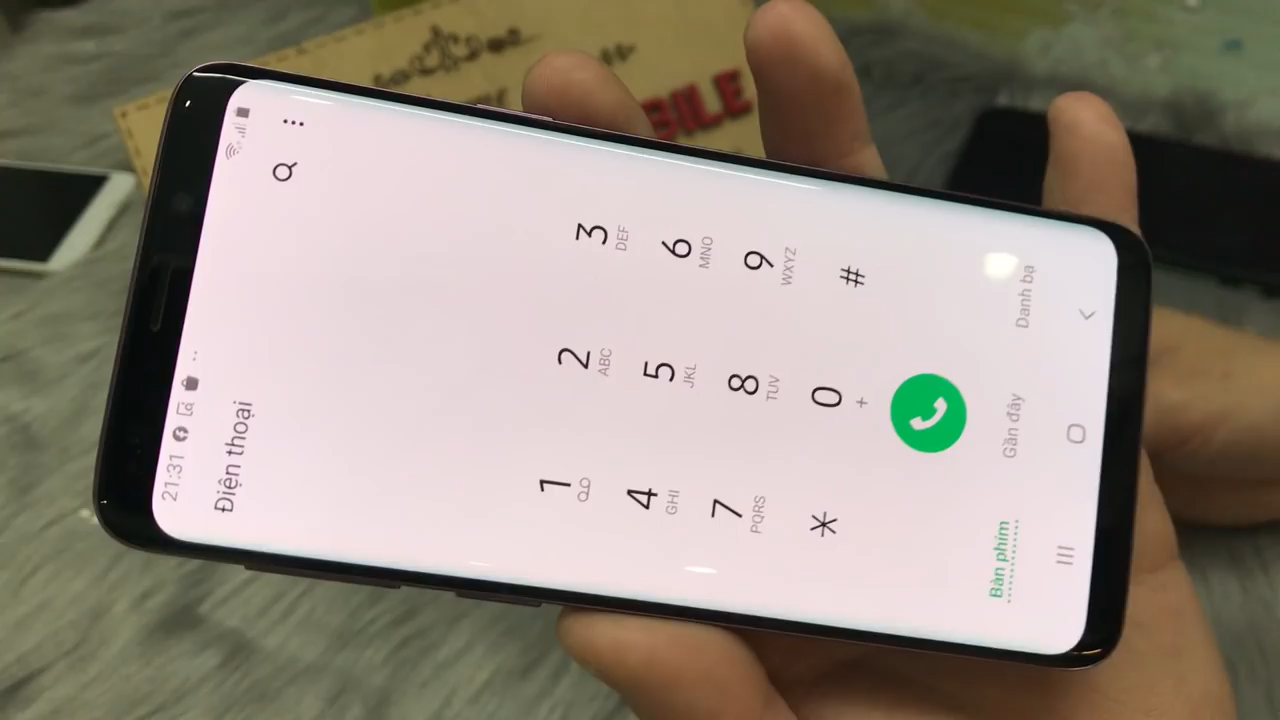 BILE
21:31
Điện thoại
1
2 ABC
3 DEF
4 GHI
5 JKL
6 MNO
7 PQRS
8 TUV
9 WXYZ
*
0 +
#
Bàn phím
Gần đây
Danh bạ